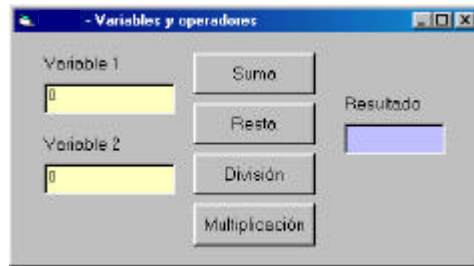 - Variables y operadores
Variable 1
0
Variable 2
0
Suma
Resta
División
Multiplicación
Resultado